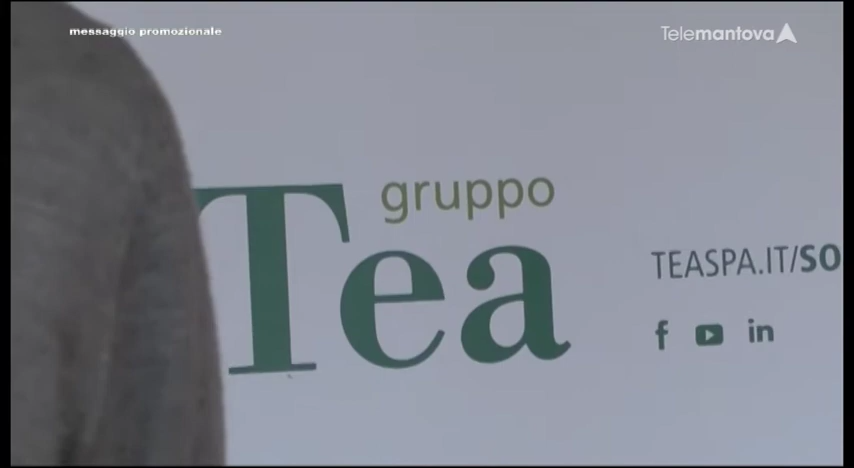 messaggio promozionale
Telemantova
gruppo
Tea
TEASPA.IT/SO
f
in